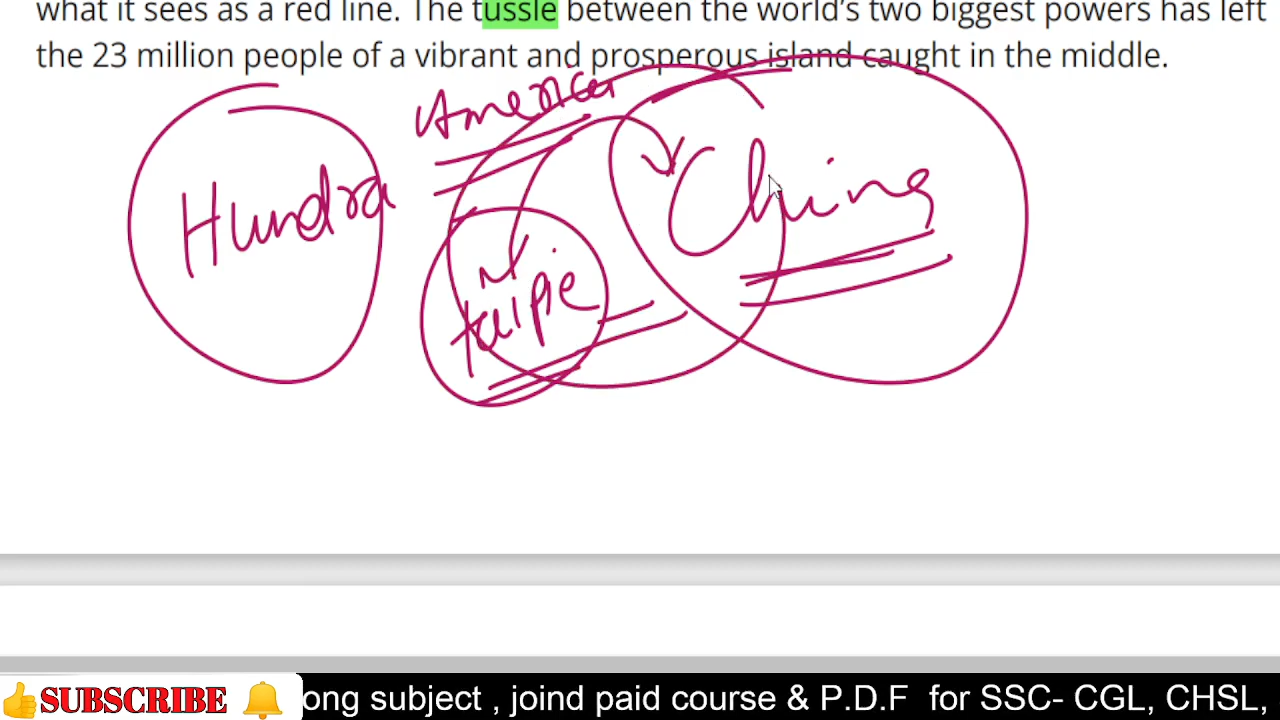 what it sees as a red line. The tussle between the world's two biggest powers has left
the 23 million people of a vibrant and prosperous island caught in the middle.
America
Hundra
China
taipie
SUBSCRIBE
ong subject , joind paid course & P.D.F for SSC- CGL, CHSL,